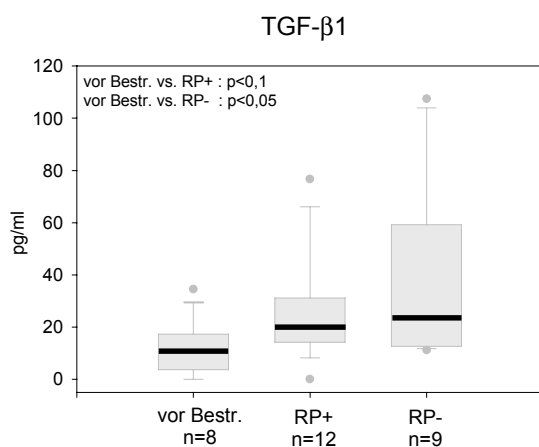 TGF-β1
vor Bestr. vs. RP+ : p<0,1
vor Bestr. vs. RP- : p<0,05
pg/ml
120
100
80
60
40
20
0
vor Bestr. RP+ RP-
n=8 n=12 n=9